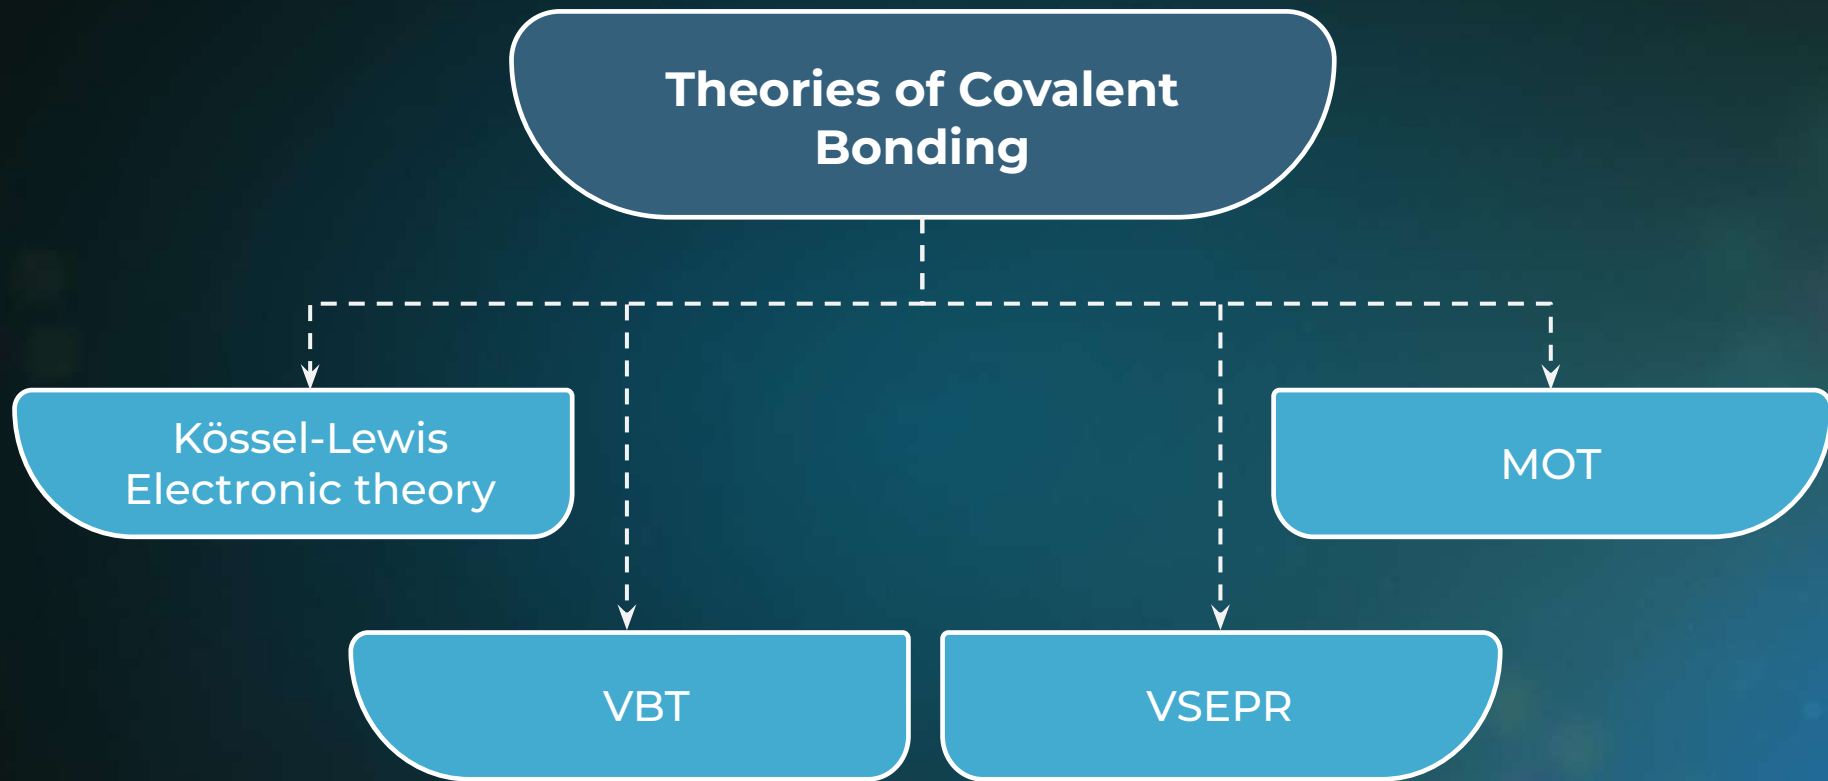 Theories of Covalent
Bonding
Kössel-Lewis
Electronic theory
MOT
VBT
VSEPR